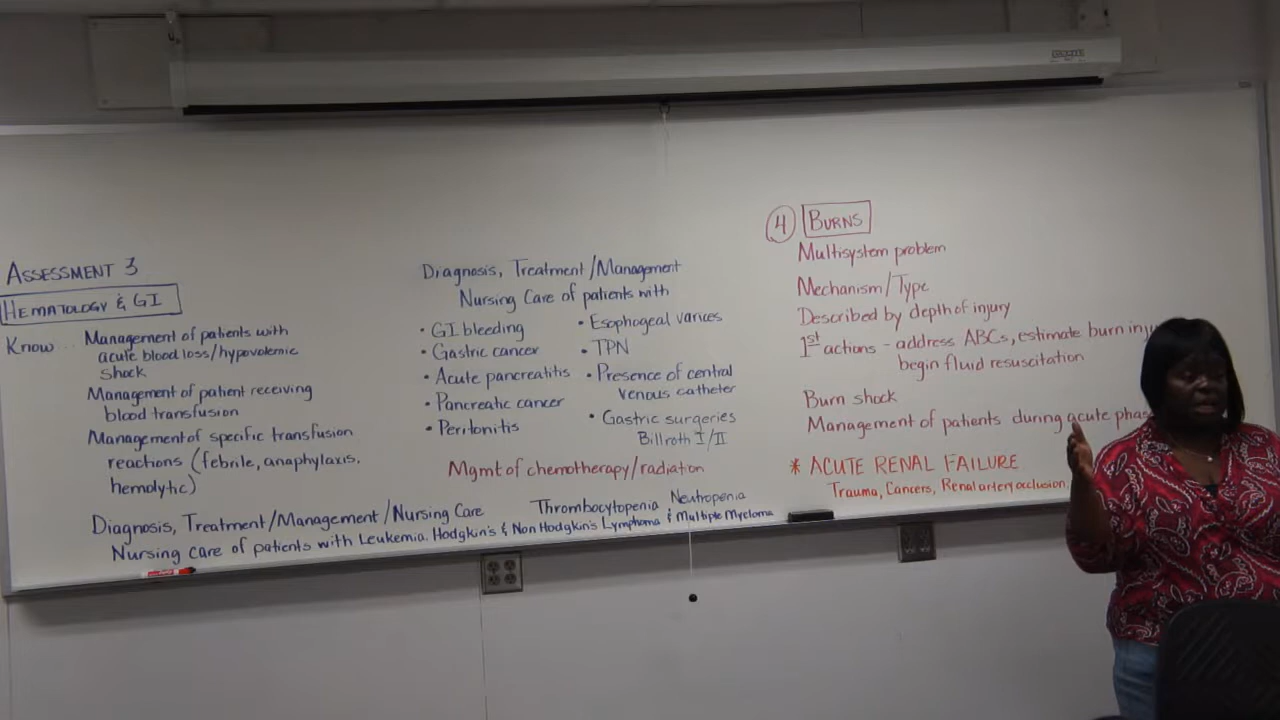 ASSESSMENT 3
HEMATOLOGY & GI
Know... Management of patients with
acute blood loss/hypovolemic
shock
Management of patient receiving
blood transfusion
Management of specific transfusion
reactions (febrile, anaphylaxis,
hemolytic)
Diagnosis, Treatment/Management/Nursing Care
Nursing care of patients with Leukemia, Hodgkin's & Non Hodgkin's Lymphoma & Multiple Myeloma
Thrombocytopenia Neutropenia
Diagnosis, Treatment/Management
Nursing Care of patients with
• GI bleeding
• Gastric cancer
• Acute pancreatitis
• Pancreatic cancer
• Peritonitis
• Esophogeal varices
• TPN
• Presence of central
venous catheter
• Gastric surgeries
Billroth I/II
Mgmt of chemotherapy/radiation
4 BURNS
Multisystem problem
Mechanism/Type
Described by depth of injury
1st actions - address ABCs, estimate burn inju
begin fluid resuscitation
Burn shock
Management of patients during acute phas
* ACUTE RENAL FAILURE
Trauma, Cancers, Renal artery occlusion